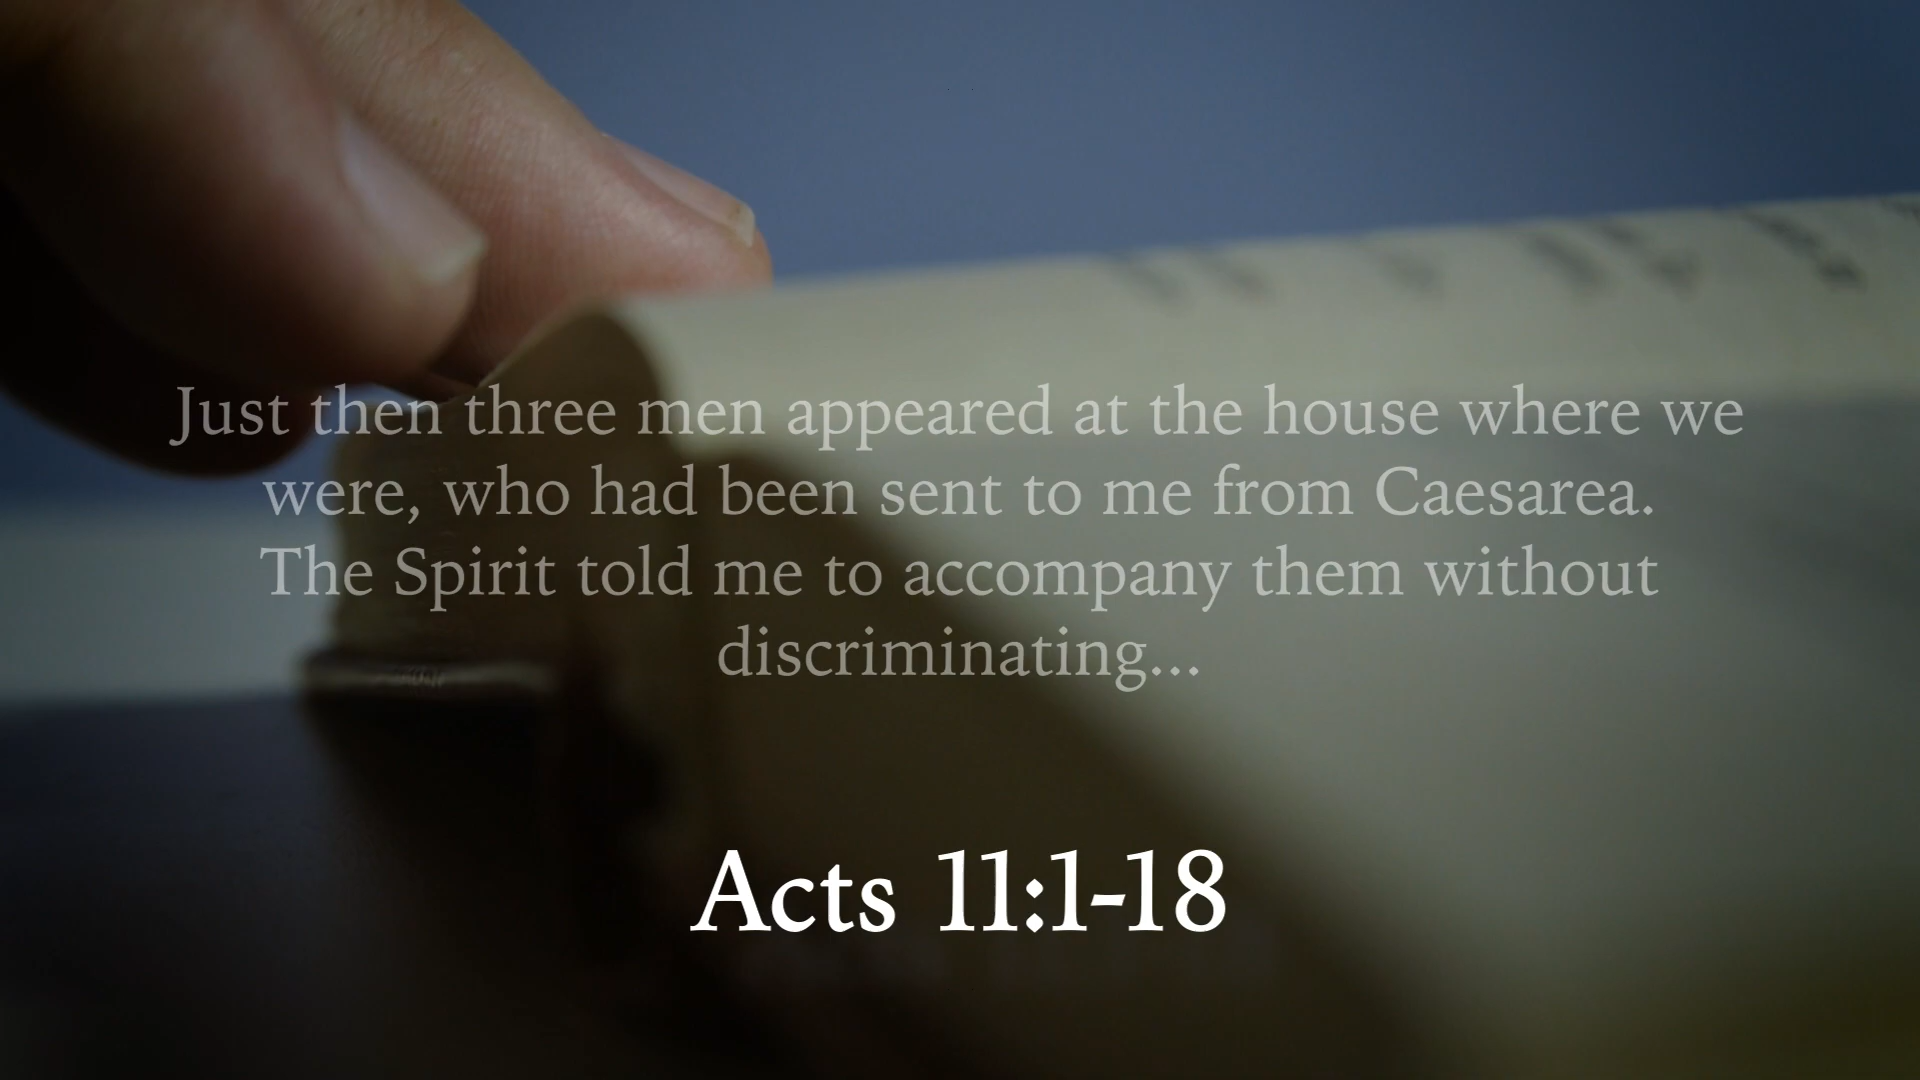 Just then three men appeared at the house where we
were, who had been sent to me from Caesarea.
The Spirit told me to accompany them without
discriminating...
Acts 11:1-18